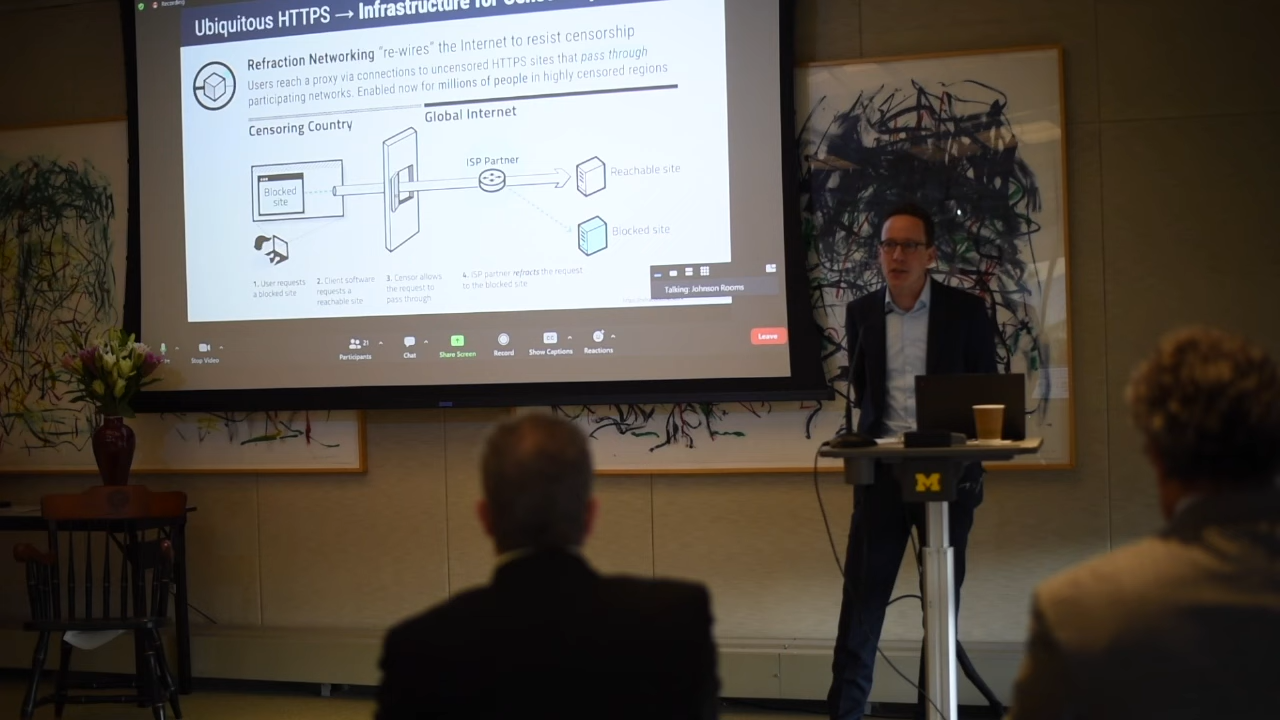 Recording
Ubiquitous HTTPS → Infrastructure for
Refraction Networking "re-wires" the Internet to resist censorship
Users reach a proxy via connections to uncensored HTTPS sites that pass through
participating networks. Enabled now for millions of people in highly censored regions
Censoring Country
Global Internet
Blocked
site
ISP Partner
Reachable site
Blocked site
1. User requests
a blocked site
2. Client software
requests a
reachable site
3. Censor allows
the request to
pass through
4. ISP partner refracts the request
to the blocked site
Talking: Johnson Rooms
Stop Video
21
Participants
Chat
Share Screen
Record
CC
Show Captions
Reactions
Leave
M